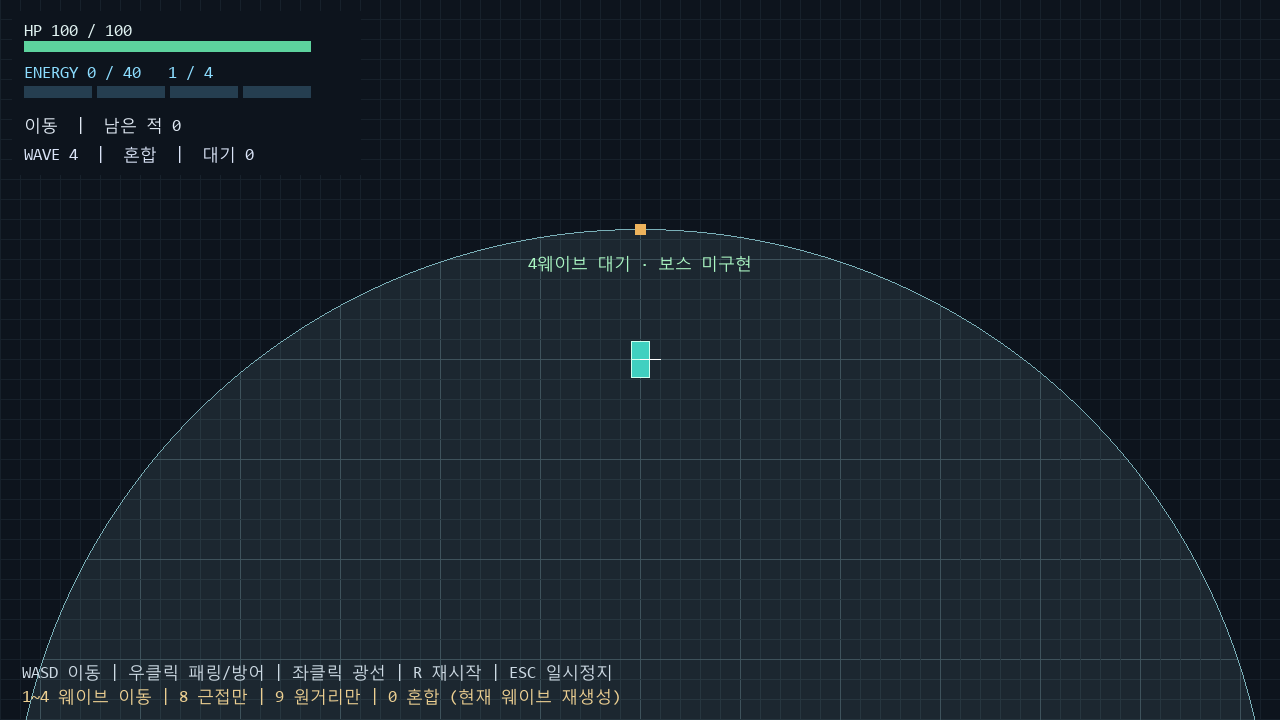 HP 100 / 100
ENERGY 0 / 40 1 / 4
이동 | 남은 적 0
WAVE 4 | 혼합 | 대기 0
4웨이브 대기 · 보스 미구현
WASD 이동 | 우클릭 패링/방어 | 좌클릭 광선 | R 재시작 | ESC 일시정지
1~4 웨이브 이동 | 8 근접만 | 9 원거리만 | 0 혼합 (현재 웨이브 재생성)